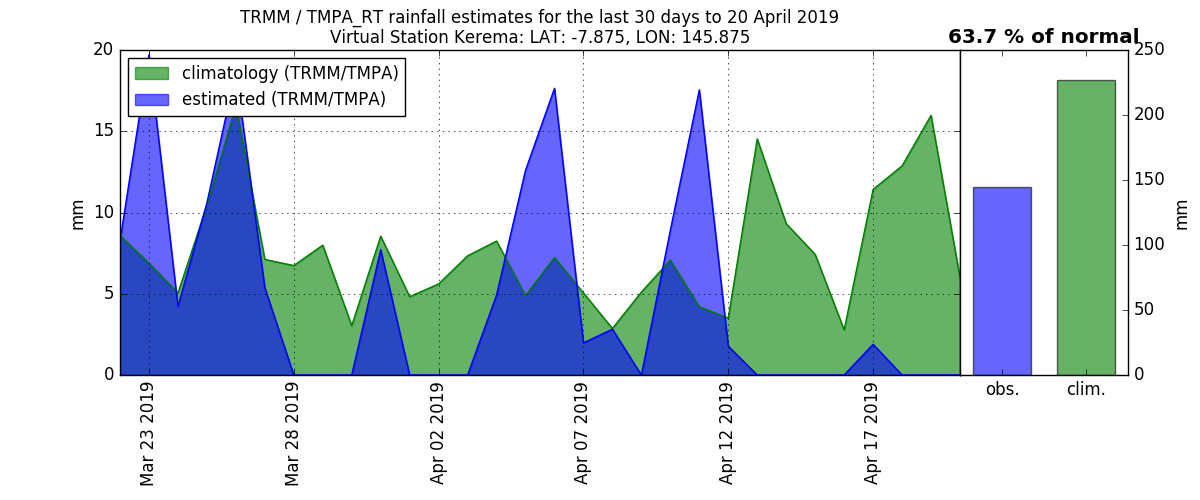 TRMM / TMPA_RT rainfall estimates for the last 30 days to 20 April 2019
Virtual Station Kerema: LAT: -7.875, LON: 145.875
63.7 % of normal
climatology (TRMM/TMPA)
estimated (TRMM/TMPA)
20
15
10
5
0
mm
Mar 23 2019
Mar 28 2019
Apr 02 2019
Apr 07 2019
Apr 12 2019
Apr 17 2019
250
200
150
100
50
0
mm
obs.
clim.